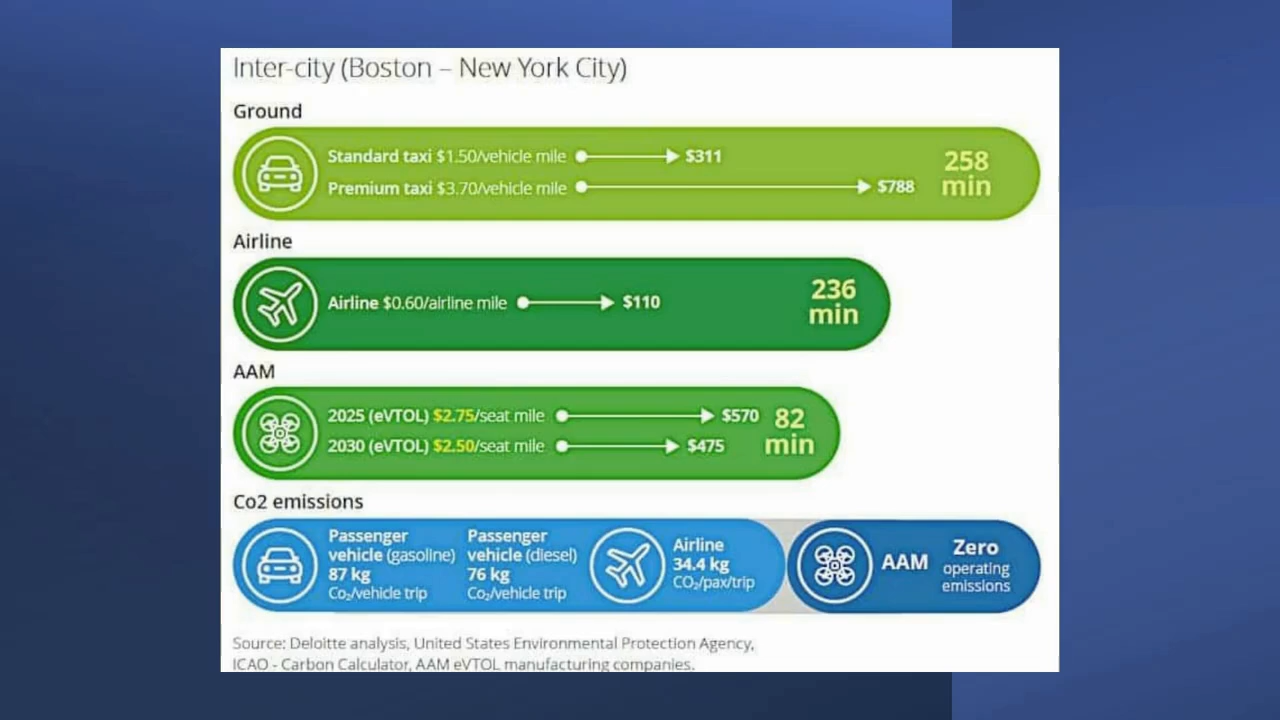 Inter-city (Boston – New York City)
Ground
Standard taxi $1.50/vehicle mile $311
Premium taxi $3.70/vehicle mile $788
258
min
Airline
Airline $0.60/airline mile $110
236
min
AAM
2025 (eVTOL) $2.75/seat mile $570
2030 (eVTOL) $2.50/seat mile $475
82
min
Co2 emissions
Passenger
vehicle (gasoline)
87 kg
Co₂/vehicle trip
Passenger
vehicle (diesel)
76 kg
Co₂/vehicle trip
Airline
34.4 kg
CO₂/pax/trip
AAM
Zero
operating
emissions
Source: Deloitte analysis, United States Environmental Protection Agency,
ICAO - Carbon Calculator, AAM eVTOL manufacturing companies.